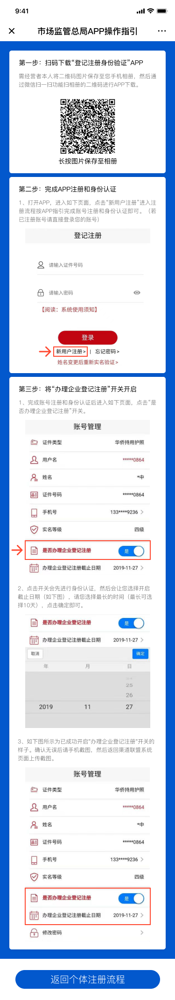 9:41
市场监管总局APP操作指引
第一步：扫码下载“登记注册身份验证”APP
需经营者本人将二维码图片保存至您手机相册，然后通
过微信扫一扫功能扫相册的二维码进行APP下载。
长按图片保存至相册
第二步：完成APP注册和身份认证
1、打开APP，进入如下页面，点击“新用户注册”进入注
册流程按APP指引完成账号注册和身份认证即可。（若
已注册账号请直接登录您的账号）
登记注册
请输入证件号码
请输入密码
【阅读：系统使用须知】
登录
新用户注册> | 忘记密码>
姓名变更后重新实名验证>
第三步：将“办理企业登记注册”开关开启
1、完成账号注册和身份认证后进入如下页面，点击“是
否办理企业登记注册”开关。
账号管理
证件类型 华侨持用护照
用户名 *****0864
姓名 *中
证件号码 *****0864
手机号 133****9236 >
实名等级 四级
是否办理企业登记注册 是
办理企业登记注册截止日期 2019-11-27 >
2、点击开关会先进行身份认证，然后会让您选择开启
截止日期（如下图），请您选择最长的时间（最长可选
择10天），点击确定即可。
是否办理企业登记注册 是
办理企业登记注册截止日期 2019-11-27 >
取消 确定
年 月 日
25
26
2019 11 27
3、如下图所示为已成功开启"办理企业登记注册"开关的
样子。确认无误后请手机截图，然后返回渠道联盟系统
页面上传截图。
账号管理
证件类型 华侨持用护照
用户名 *****0864
姓名 *中
证件号码 *****0864
手机号 133****9236 >
实名等级 四级
是否办理企业登记注册 是
办理企业登记注册截止日期 2019-11-27 >
修改密码 >
返回个体注册流程